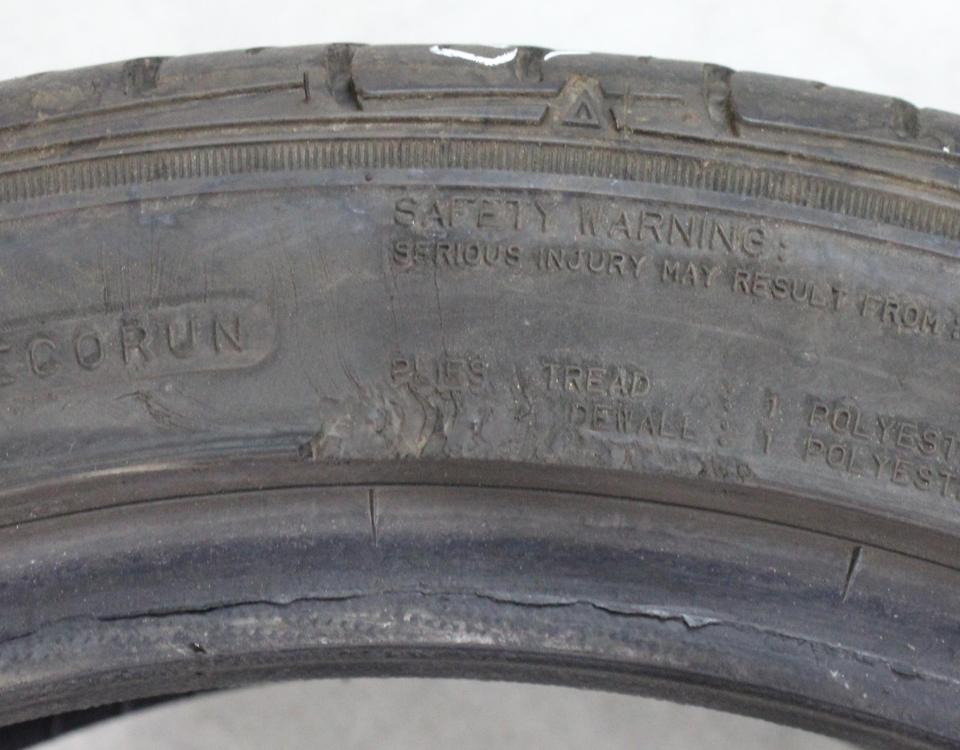 SAFETY WARNING:
SERIOUS INJURY MAY RESULT FROM
ECORUN
PLIES TREAD : 1 POLYEST
DEWALL : 1 POLYEST